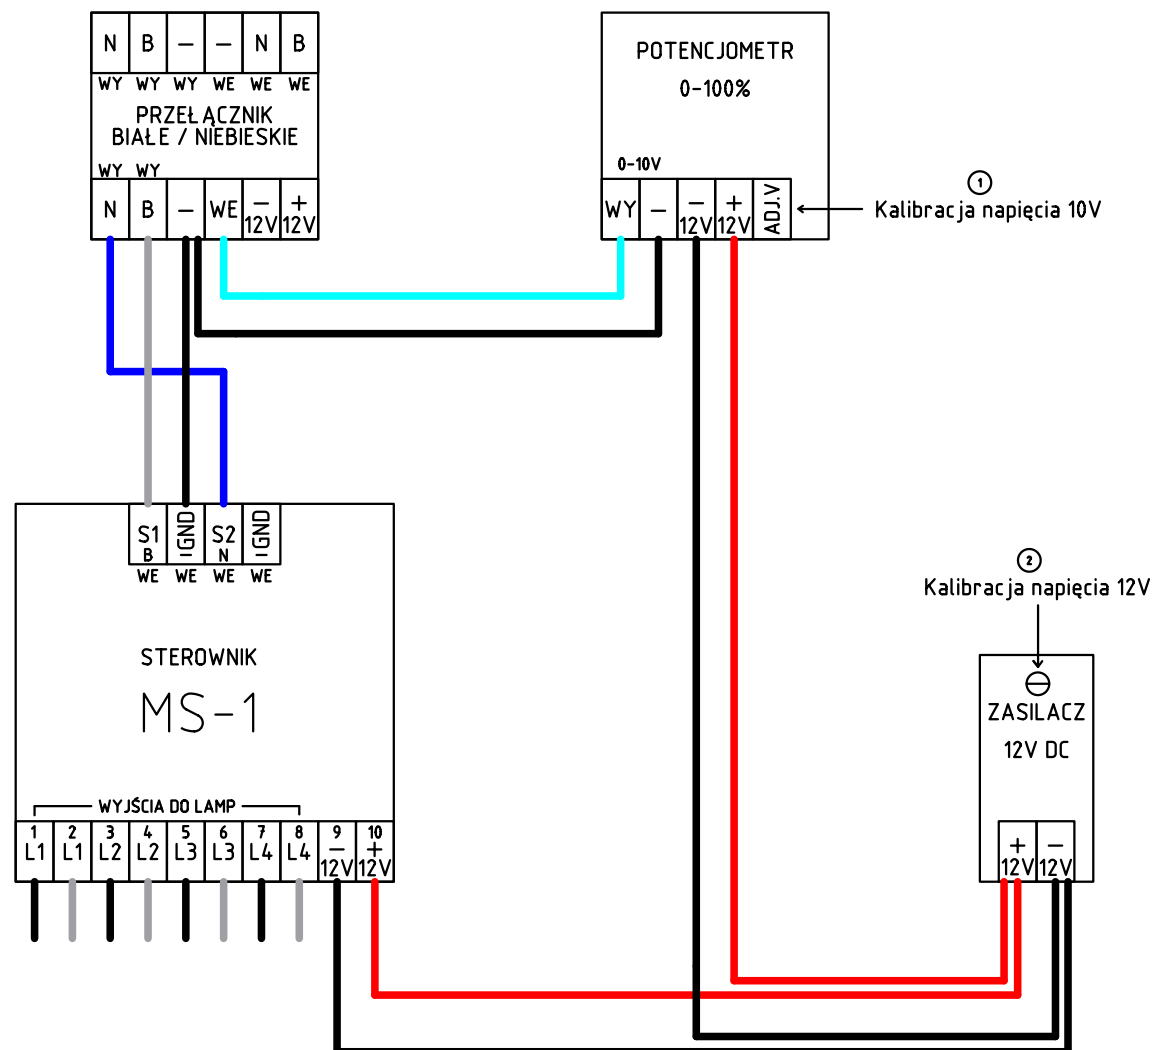 N B – – N B
WY WY WY WE WE WE
PRZEŁĄCZNIK
BIAŁE / NIEBIESKIE
WY WY
N B – WE –12V +12V
POTENCJOMETR
0-100%
0-10V
WY – –12V +12V ADJ.V
1
Kalibracja napięcia 10V
S1 B –GND S2 N –GND
WE WE WE WE
STEROWNIK
MS-1
WYJŚCIA DO LAMP
1 2 3 4 5 6 7 8 9 10
L1 L1 L2 L2 L3 L3 L4 L4 –12V +12V
2
Kalibracja napięcia 12V
ZASILACZ
12V DC
+ –
12V 12V